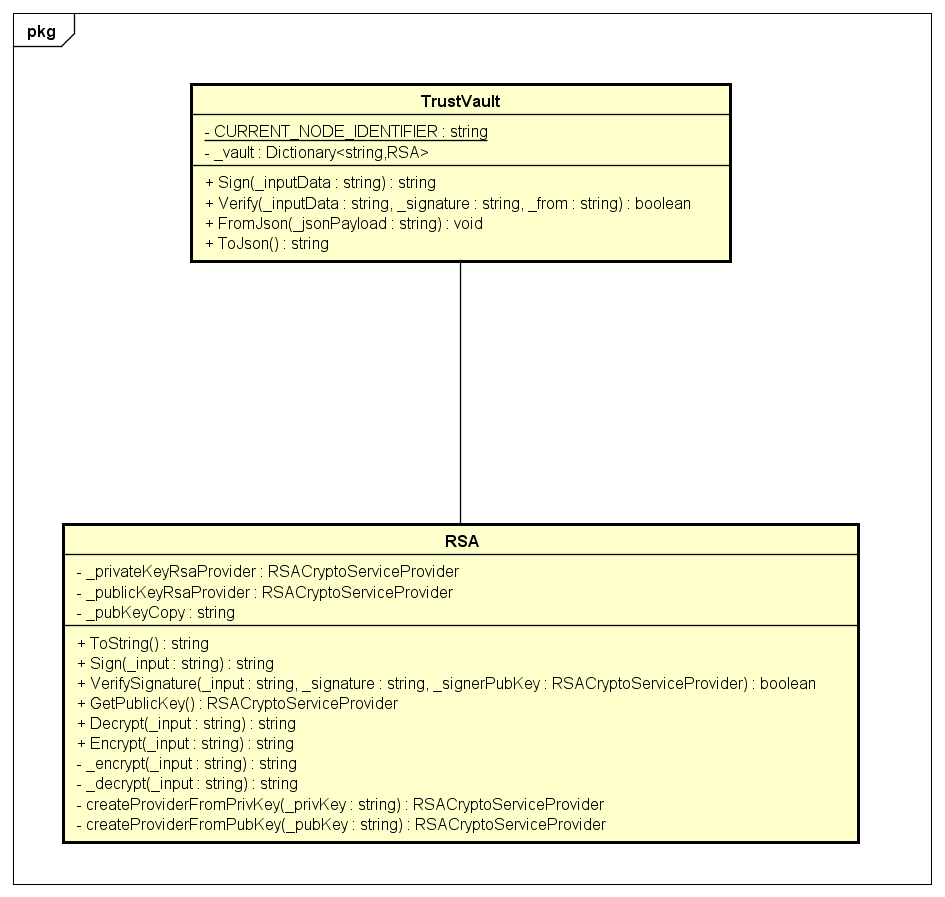 pkg
TrustVault
- CURRENT_NODE_IDENTIFIER : string
- _vault : Dictionary<string,RSA>
+ Sign(_inputData : string) : string
+ Verify(_inputData : string, _signature : string, _from : string) : boolean
+ FromJson(_jsonPayload : string) : void
+ ToJson() : string
RSA
- _privateKeyRsaProvider : RSACryptoServiceProvider
- _publicKeyRsaProvider : RSACryptoServiceProvider
- _pubKeyCopy : string
+ ToString() : string
+ Sign(_input : string) : string
+ VerifySignature(_input : string, _signature : string, _signerPubKey : RSACryptoServiceProvider) : boolean
+ GetPublicKey() : RSACryptoServiceProvider
+ Decrypt(_input : string) : string
+ Encrypt(_input : string) : string
- _encrypt(_input : string) : string
- _decrypt(_input : string) : string
- createProviderFromPrivKey(_privKey : string) : RSACryptoServiceProvider
- createProviderFromPubKey(_pubKey : string) : RSACryptoServiceProvider